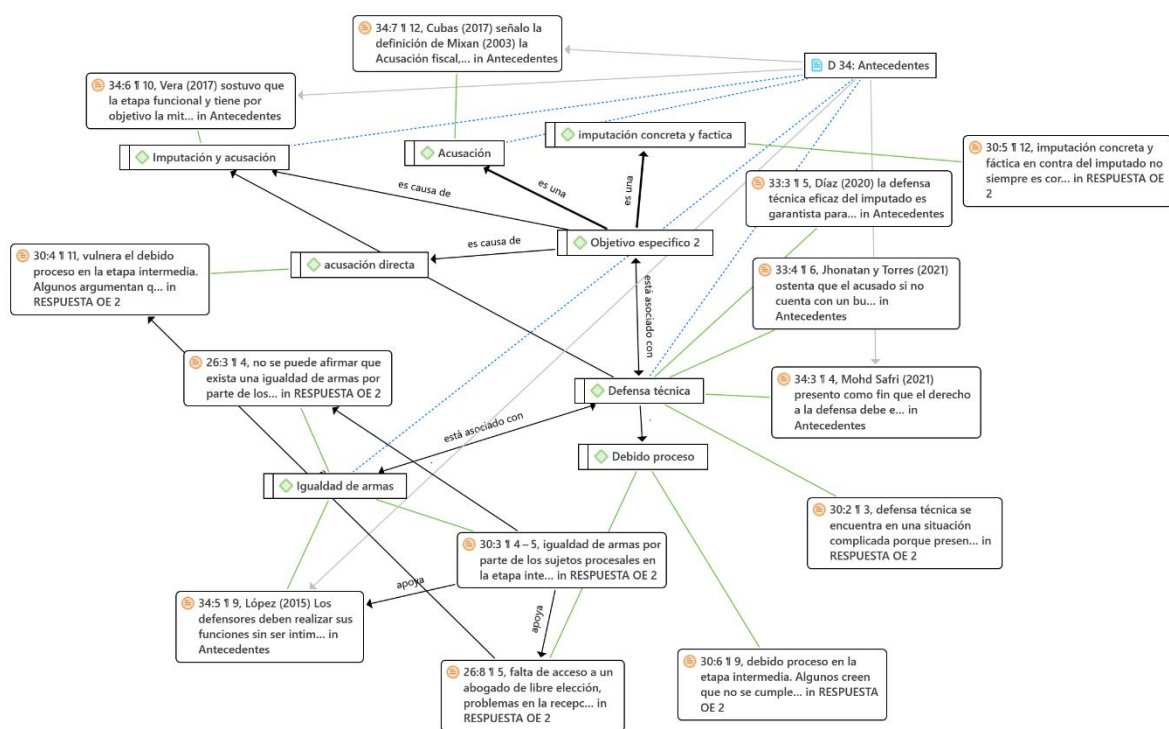 34:7 ¶ 12, Cubas (2017) señalo la
definición de Mixan (2003) la
Acusación fiscal,... in Antecedentes
D 34: Antecedentes
34:6 ¶ 10, Vera (2017) sostuvo que
la etapa funcional y tiene por
objetivo la mit... in Antecedentes
imputación concreta y factica
Acusación
Imputación y acusación
30:5 ¶ 12, imputación concreta y
fáctica en contra del imputado no
siempre es cor... in RESPUESTA OE
2
33:3 ¶ 5, Díaz (2020) la defensa
técnica eficaz del imputado es
garantista para... in Antecedentes
es causa de
es una
es una
Objetivo especifico 2
es causa de
30:4 ¶ 11, vulnera el debido
proceso en la etapa intermedia.
Algunos argumentan q... in
RESPUESTA OE 2
acusación directa
33:4 ¶ 6, Jhonatan y Torres (2021)
ostenta que el acusado si no
cuenta con un bu... in
Antecedentes
está asociado con
26:3 ¶ 4, no se puede afirmar que
exista una igualdad de armas por
parte de los... in RESPUESTA OE 2
Defensa técnica
34:3 ¶ 4, Mohd Safri (2021)
presento como fin que el derecho
a la defensa debe e... in
Antecedentes
está asociado con
Debido proceso
Igualdad de armas
30:2 ¶ 3, defensa técnica se
encuentra en una situación
complicada porque presen... in
RESPUESTA OE 2
30:3 ¶ 4 – 5, igualdad de armas por
parte de los sujetos procesales en
la etapa inte... in RESPUESTA OE 2
apoya
apoya
34:5 ¶ 9, López (2015) Los
defensores deben realizar sus
funciones sin ser intim... in
Antecedentes
26:8 ¶ 5, falta de acceso a un
abogado de libre elección,
problemas en la recepc... in
RESPUESTA OE 2
30:6 ¶ 9, debido proceso en la
etapa intermedia. Algunos creen
que no se cumple... in RESPUESTA
OE 2